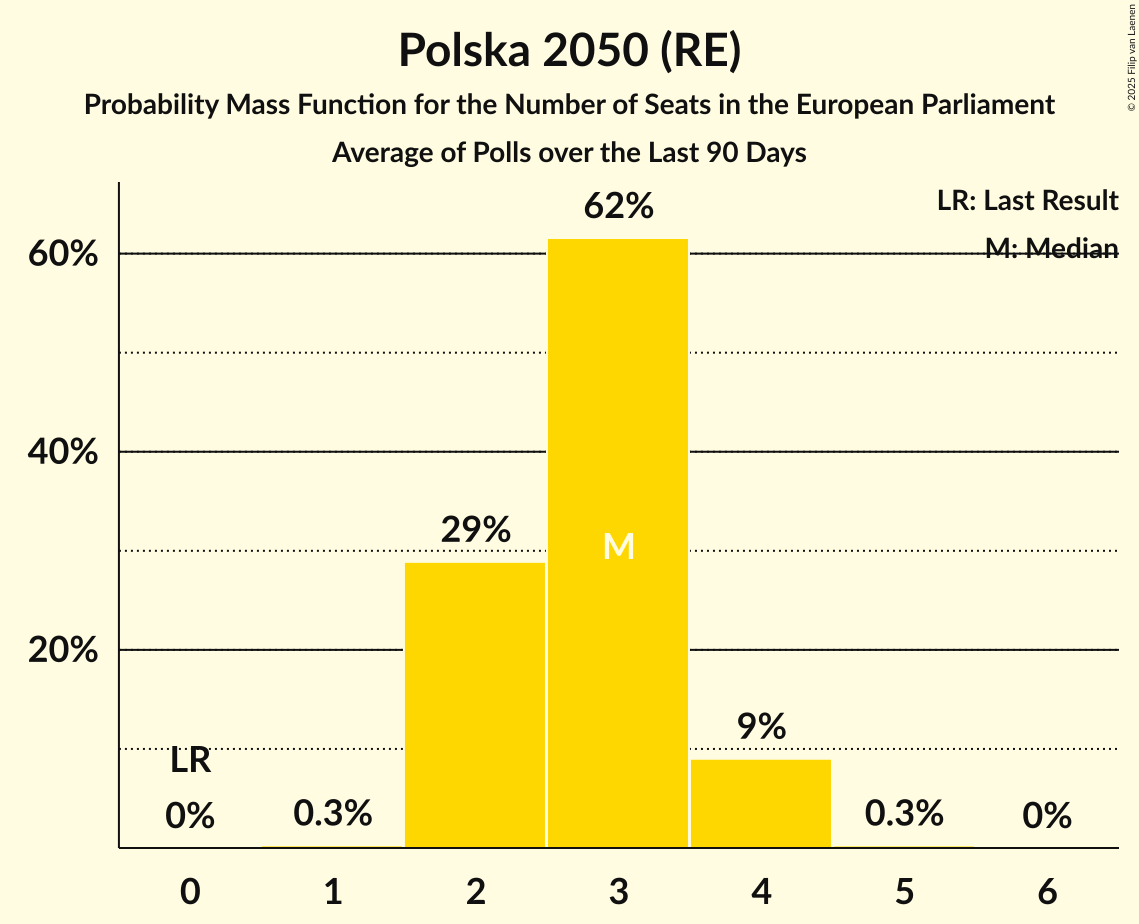 Polska 2050 (RE)
Probability Mass Function for the Number of Seats in the European Parliament
Average of Polls over the Last 90 Days
© 2025 Filip van Laenen
LR: Last Result
M: Median
60%
40%
20%
62%
29%
M
9%
LR
0%
0.3%
0.3%
0%
0 1 2 3 4 5 6